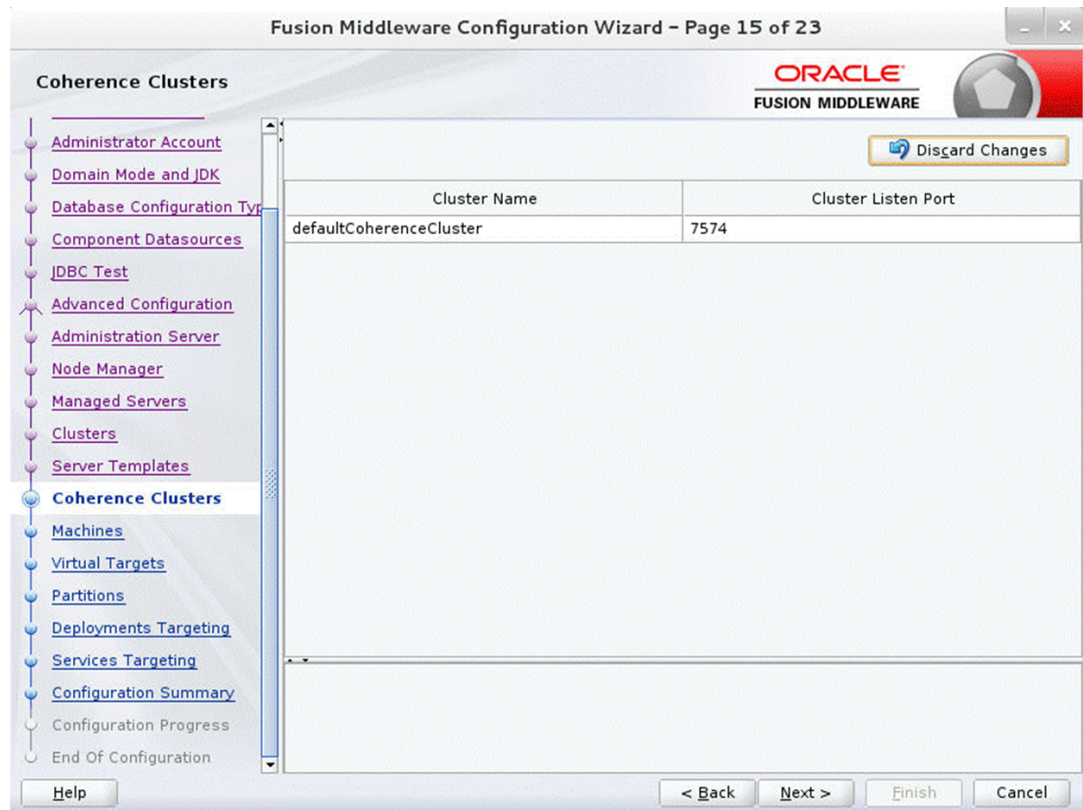 Fusion Middleware Configuration Wizard – Page 15 of 23
Coherence Clusters
ORACLE
FUSION MIDDLEWARE
Administrator Account
Domain Mode and JDK
Database Configuration Typ
Component Datasources
JDBC Test
Advanced Configuration
Administration Server
Node Manager
Managed Servers
Clusters
Server Templates
Coherence Clusters
Machines
Virtual Targets
Partitions
Deployments Targeting
Services Targeting
Configuration Summary
Configuration Progress
End Of Configuration
Discard Changes
Cluster Name Cluster Listen Port
defaultCoherenceCluster 7574
Help < Back Next > Finish Cancel